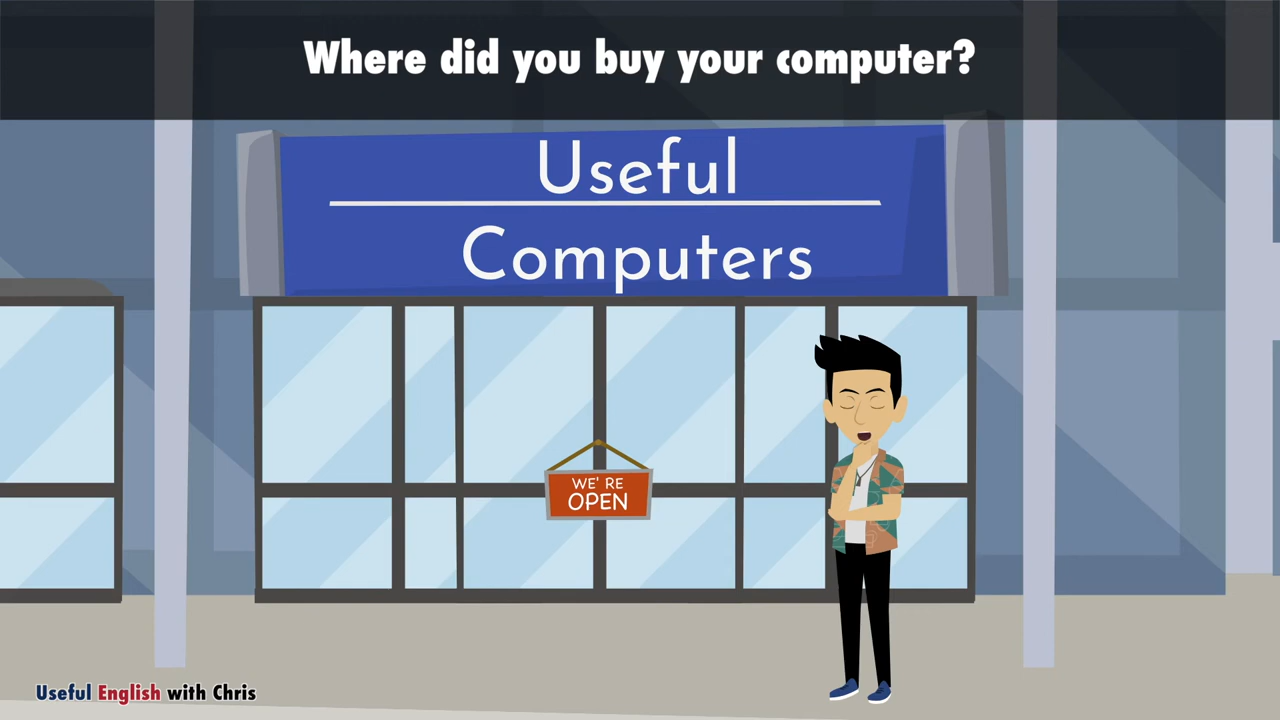 Where did you buy your computer?
Useful
Computers
WE' RE
OPEN
Useful English with Chris